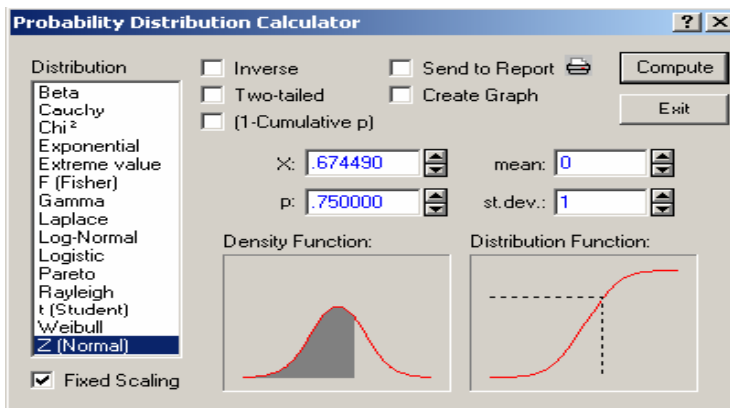 Probability Distribution Calculator
Distribution
Beta
Cauchy
Chi²
Exponential
Extreme value
F (Fisher)
Gamma
Laplace
Log-Normal
Logistic
Pareto
Rayleigh
t (Student)
Weibull
Z (Normal)
Fixed Scaling
Inverse
Two-tailed
(1-Cumulative p)
Send to Report
Create Graph
Compute
Exit
X: .674490
p: .750000
mean: 0
st.dev.: 1
Density Function:
Distribution Function: